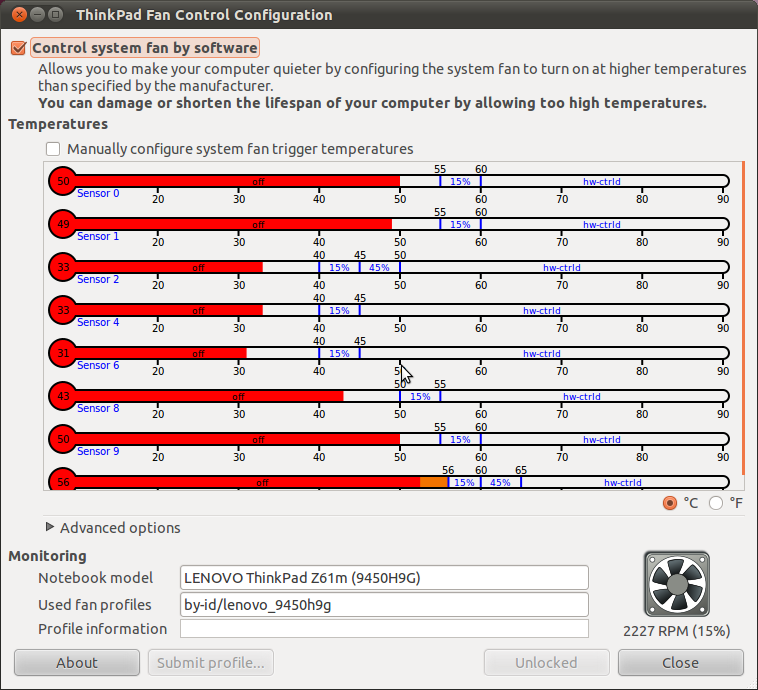 ThinkPad Fan Control Configuration
Control system fan by software
Allows you to make your computer quieter by configuring the system fan to turn on at higher temperatures
than specified by the manufacturer.
You can damage or shorten the lifespan of your computer by allowing too high temperatures.
Temperatures
Manually configure system fan trigger temperatures
55 60
50 off 15% hw-ctrld
Sensor 0 20 30 40 50 60 70 80 90
55 60
49 off 15% hw-ctrld
Sensor 1 20 30 40 50 60 70 80 90
40 45 50
33 off 15% 45% hw-ctrld
Sensor 2 20 30 40 50 60 70 80 90
40 45
33 off 15% hw-ctrld
Sensor 4 20 30 40 50 60 70 80 90
40 45
31 off 15% hw-ctrld
Sensor 6 20 30 40 50 60 70 80 90
50 55
43 off 15% hw-ctrld
Sensor 8 20 30 40 50 60 70 80 90
55 60
50 off 15% hw-ctrld
Sensor 9 20 30 40 50 60 70 80 90
56 60 65
56 off 15% 45% hw-ctrld
°C °F
Advanced options
Monitoring
Notebook model LENOVO ThinkPad Z61m (9450H9G)
Used fan profiles by-id/lenovo_9450h9g
Profile information
2227 RPM (15%)
About Submit profile... Unlocked Close